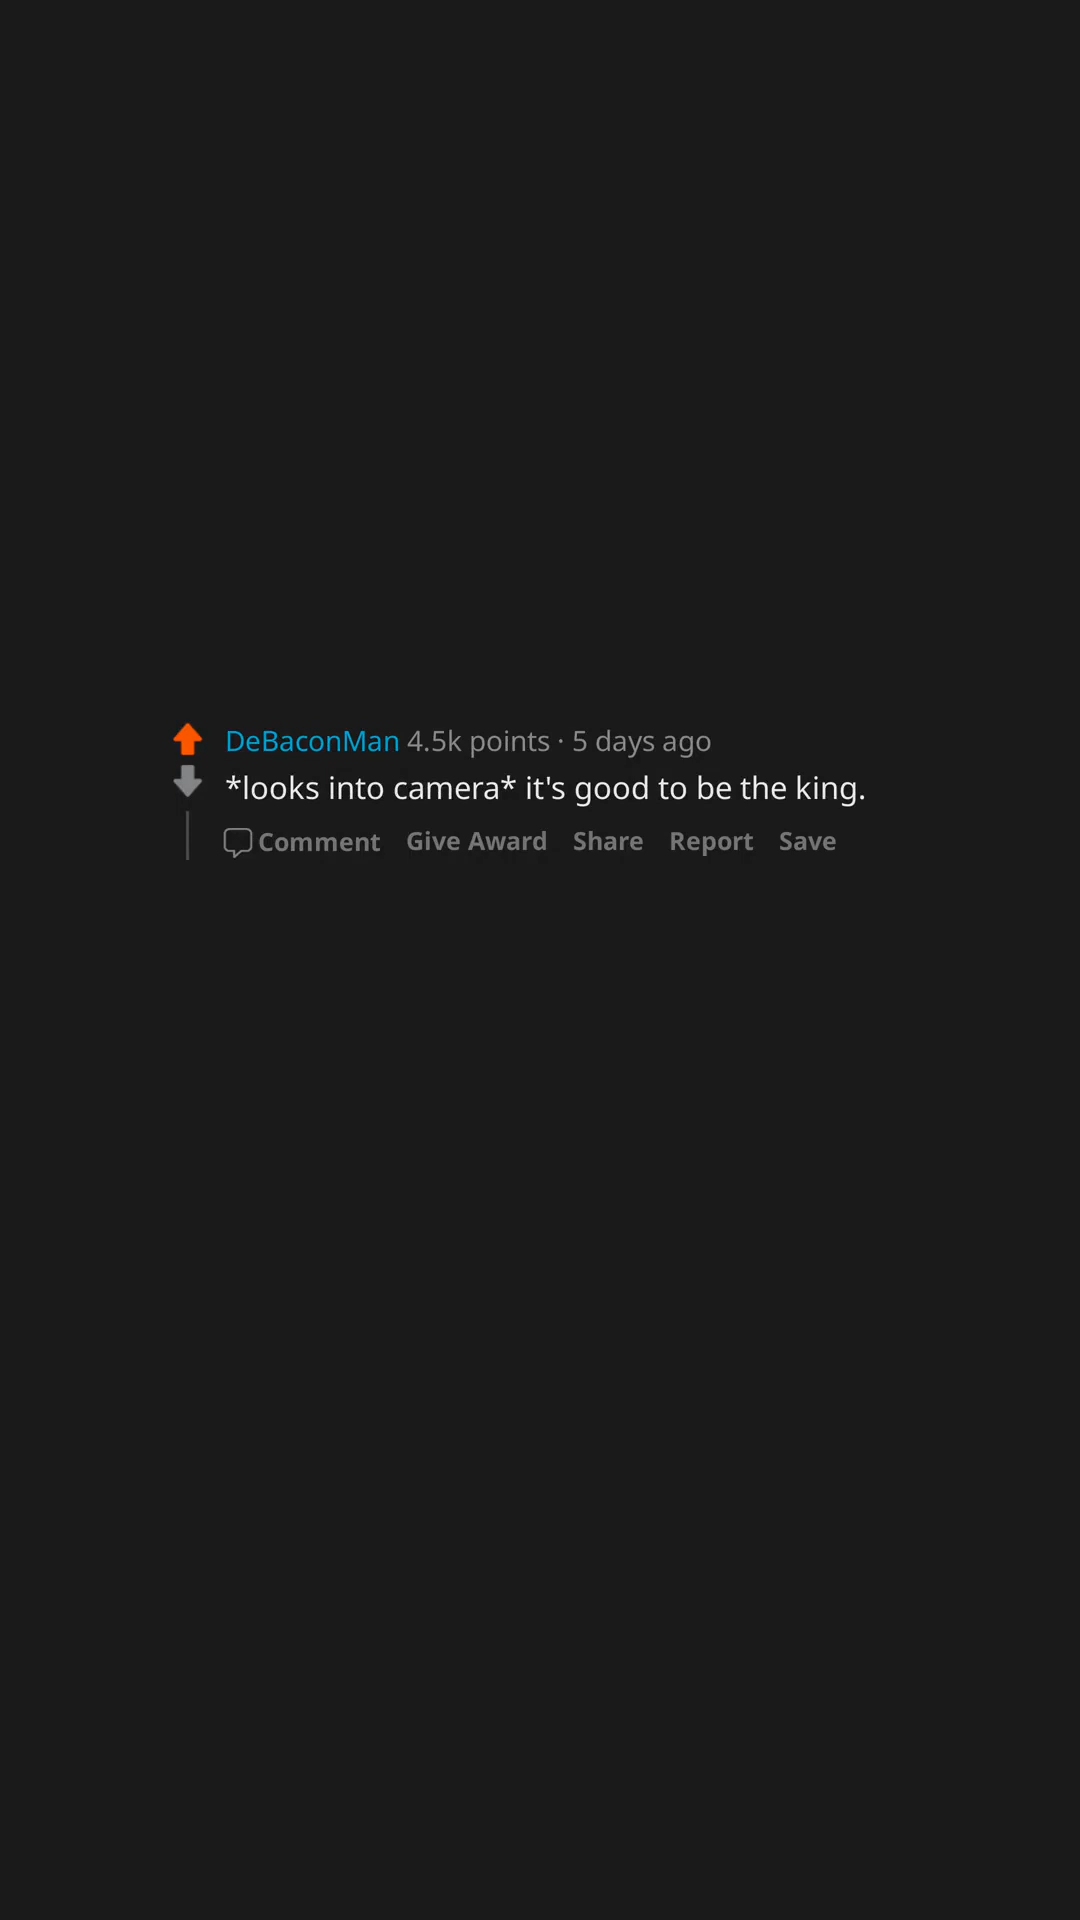 DeBaconMan 4.5k points · 5 days ago
*looks into camera* it's good to be the king.
Comment Give Award Share Report Save